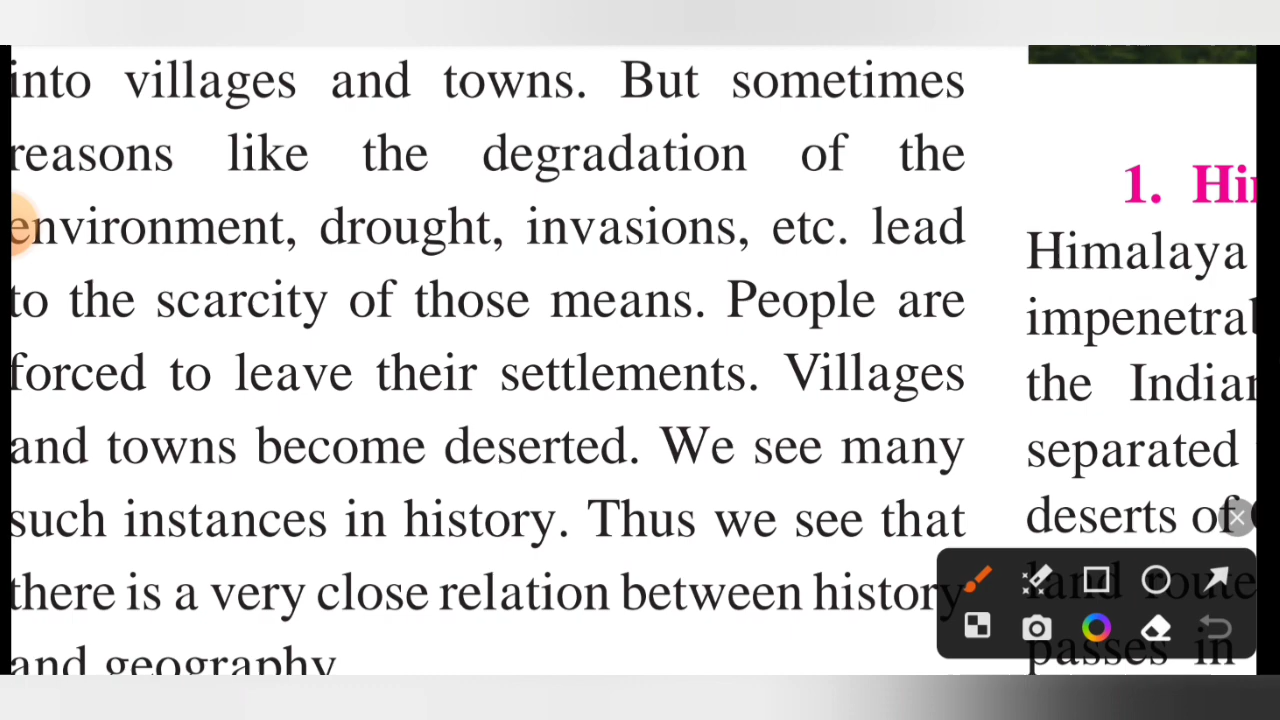 into villages and towns. But sometimes
reasons like the degradation of the
environment, drought, invasions, etc. lead
to the scarcity of those means. People are
forced to leave their settlements. Villages
and towns become deserted. We see many
such instances in history. Thus we see that
there is a very close relation between history
and geography
1.
Himalaya
the
separated
deserts of
land route
passes in